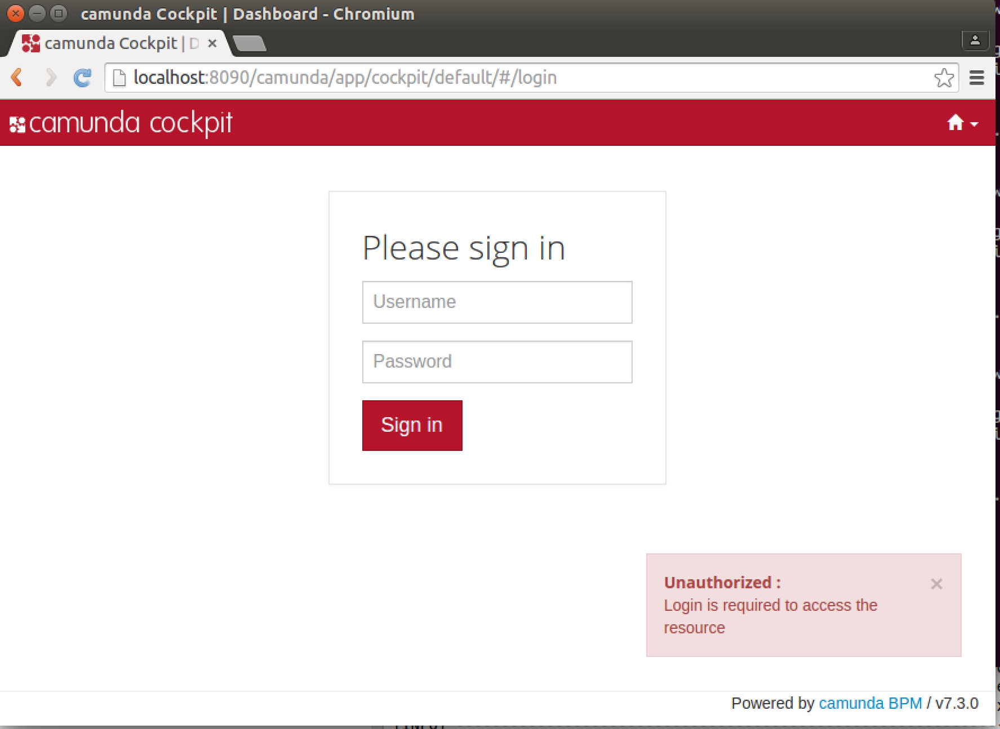 camunda Cockpit | Dashboard - Chromium
camunda Cockpit | D
localhost:8090/camunda/app/cockpit/default/#/login
camunda cockpit
Please sign in
Username
Password
Sign in
Unauthorized :
Login is required to access the
resource
Powered by camunda BPM / v7.3.0